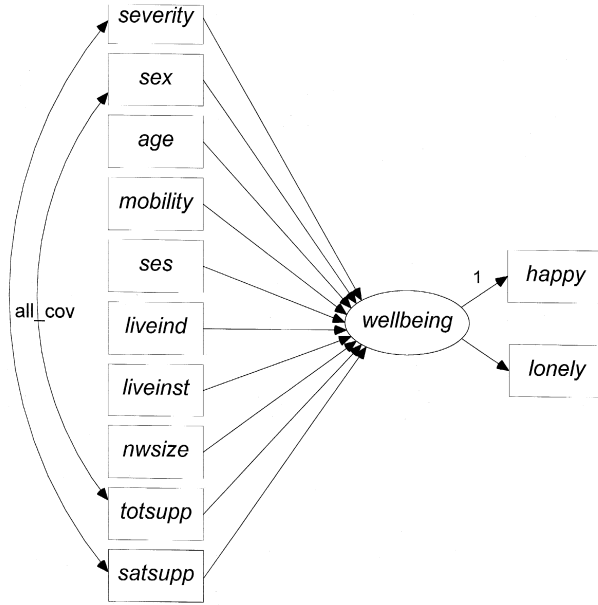 severity
sex
age
mobility
ses
liveind
liveinst
nwsize
totsupp
satsupp
all_cov
wellbeing
1
happy
lonely